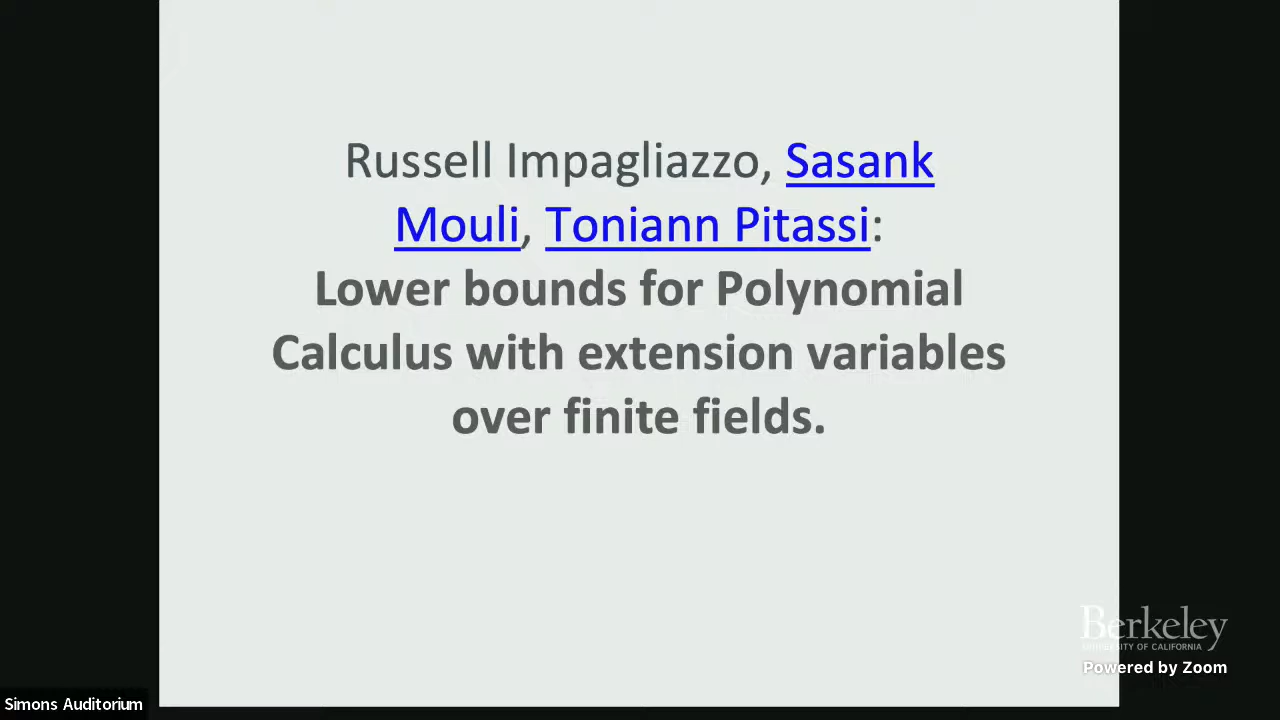 Russell Impagliazzo, Sasank
Mouli, Toniann Pitassi:
Lower bounds for Polynomial
Calculus with extension variables
over finite fields.
Berkeley
UNIVERSITY OF CALIFORNIA
Powered by Zoom
Simons Auditorium